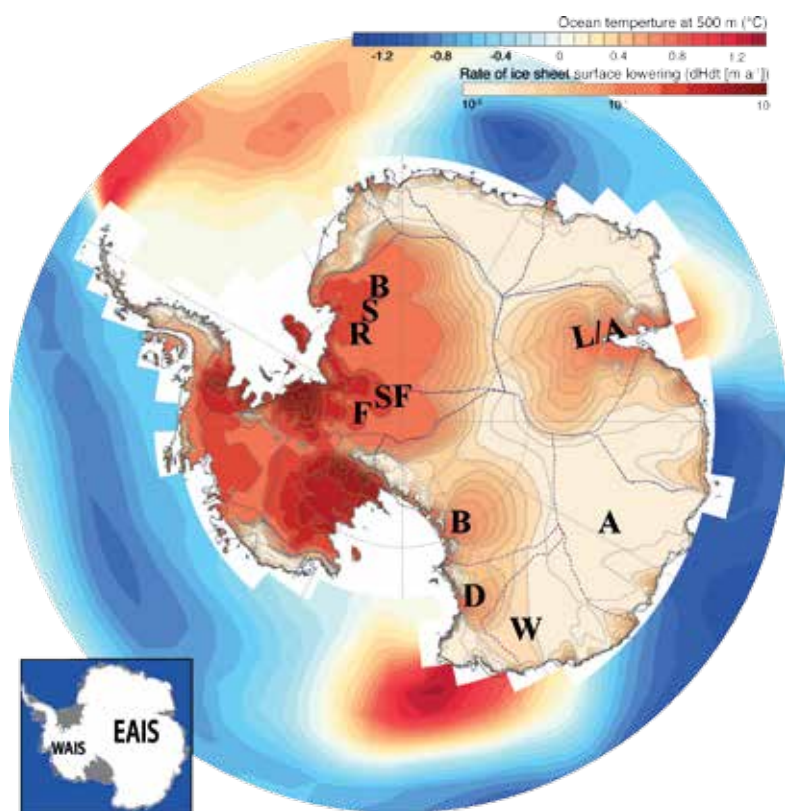 Ocean temperture at 500 m (°C)
-1.2 -0.8 -0.4 0 0.4 0.8 1.2
Rate of ice sheet surface lowering (dHdt [m a⁻¹])
10
B
S
R
L/A
SF
F
B
A
D
W
EAIS
WAIS